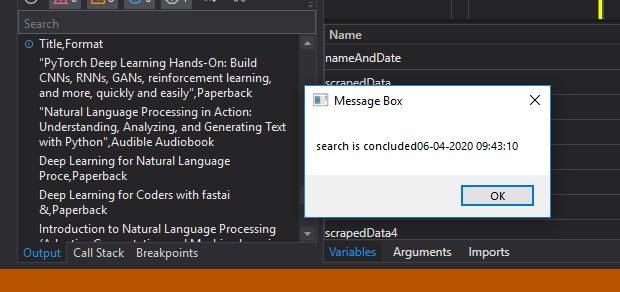 Search
Title,Format
"PyTorch Deep Learning Hands-On: Build
CNNs, RNNs, GANs, reinforcement learning,
and more, quickly and easily",Paperback
"Natural Language Processing in Action:
Understanding, Analyzing, and Generating Text
with Python",Audible Audiobook
Deep Learning for Natural Language
Proce,Paperback
Deep Learning for Coders with fastai
&,Paperback
Introduction to Natural Language Processing
Output
Call Stack
Breakpoints
Name
nameAndDate
scrapedData
Message Box
search is concluded06-04-2020 09:43:10
OK
scrapedData4
Variables
Arguments
Imports